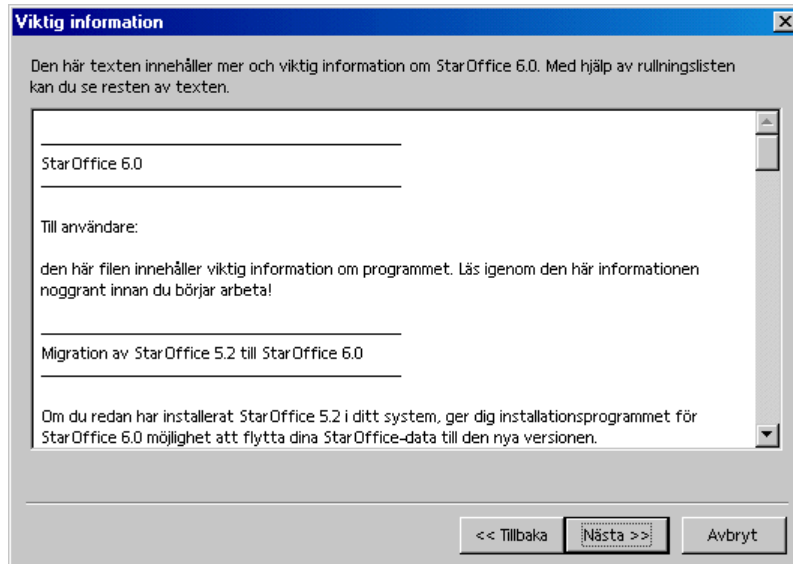 Viktig information
Den här texten innehåller mer och viktig information om StarOffice 6.0. Med hjälp av rullningslisten
kan du se resten av texten.
StarOffice 6.0
Till användare:
den här filen innehåller viktig information om programmet. Läs igenom den här informationen
noggrant innan du börjar arbeta!
Migration av StarOffice 5.2 till StarOffice 6.0
Om du redan har installerat StarOffice 5.2 i ditt system, ger dig installationsprogrammet för
StarOffice 6.0 möjlighet att flytta dina StarOffice-data till den nya versionen.
<< Tillbaka Nästa >> Avbryt